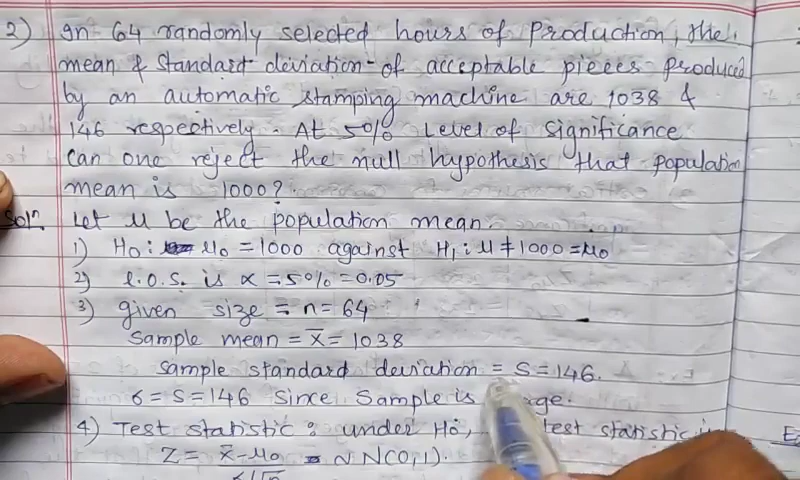 2) In 64 randomly selected hours of production, the
mean & standard deviation of acceptable pieces produced
by an automatic stamping machine are 1038 &
146 respectively. At 5% Level of significance
can one reject the null hypothesis that population
mean is 1000?
Soln. Let μ be the population mean.
1) H0: μ0 = 1000 against H1: μ ≠ 1000 = μ0
2) l.o.s. is α = 5% = 0.05
3) given size = n = 64
Sample mean = x̄ = 1038
Sample standard deviation = S = 146.
6 = S = 146 Since Sample is
4) Test statistic: under H0, test statistic
Z = x̄-μ0 ~ N(0,1).